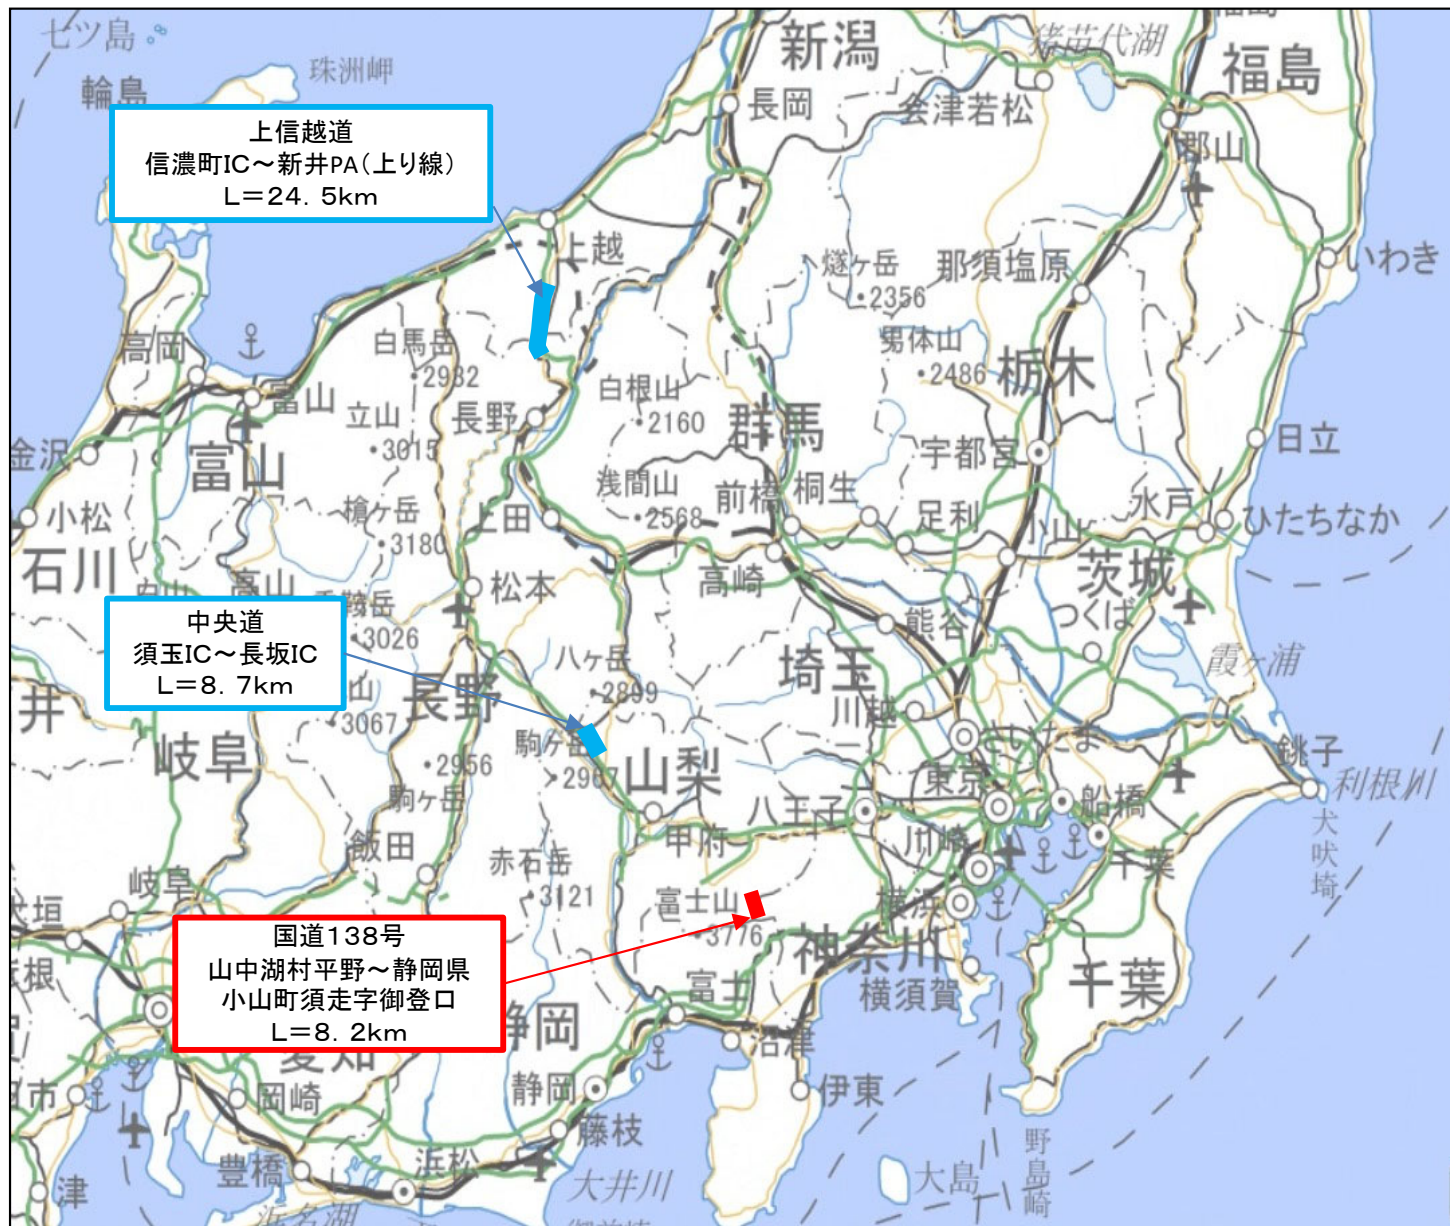 七ツ島
珠洲岬
輪島
新潟
猪苗代湖
福島
長岡
会津若松
郡山
上信越道
信濃町IC～新井PA（上り線）
L＝24．5km
上越
燧ヶ岳
・2356
那須塩原
いわき
高岡
白馬岳
・2932
男体山
・2486
栃木
富山
立山
・3015
長野
白根山
・2160
群馬
金沢
富山
宇都宮
日立
小松
槍ヶ岳
・3180
上田
浅間山
・2568
前橋
桐生
足利
小山
水戸
ひたちなか
石川
高山
松本
高崎
茨城
つくば
中央道
須玉IC～長坂IC
L＝8．7km
・3026
熊谷
霞ヶ浦
八ヶ岳
・2899
埼玉
川越
井
・3067
長野
岐阜
駒ヶ岳
・2967
・2956
駒ヶ岳
山梨
さいたま
東京
八王子
船橋
銚子
利根川
犬吠埼
甲府
川崎
千葉
飯田
赤石岳
・3121
岐阜
富士山
・3776
横浜
神奈川
横須賀
千葉
国道138号
山中湖村平野～静岡県
小山町須走字御登口
L＝8．2km
富士
静岡
愛知
沼津
伊東
岡崎
静岡
藤枝
豊橋
浜松
大井川
大島
野島崎
津
浜名湖